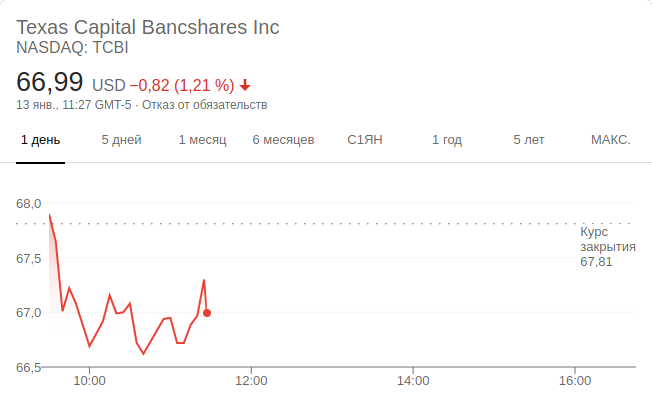 Texas Capital Bancshares Inc
NASDAQ: TCBI
66,99 USD −0,82 (1,21 %)
13 янв., 11:27 GMT-5 · Отказ от обязательств
1 день 5 дней 1 месяц 6 месяцев С1ЯН 1 год 5 лет МАКС.
68,0
Курс
закрытия
67,81
67,5
67,0
66,5
10:00 12:00 14:00 16:00